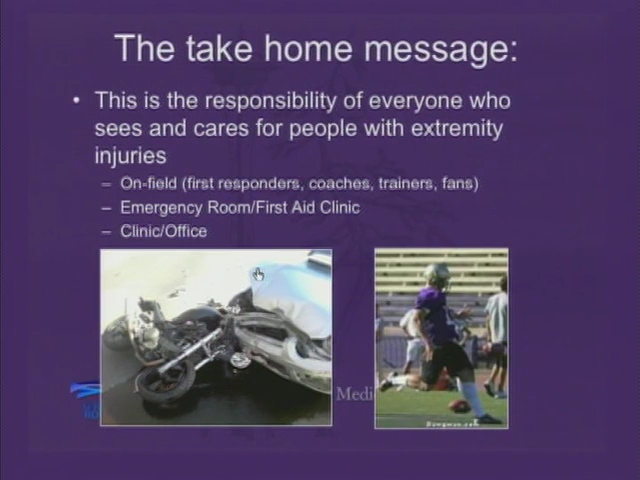 The take home message:
• This is the responsibility of everyone who
sees and cares for people with extremity
injuries
– On-field (first responders, coaches, trainers, fans)
– Emergency Room/First Aid Clinic
– Clinic/Office